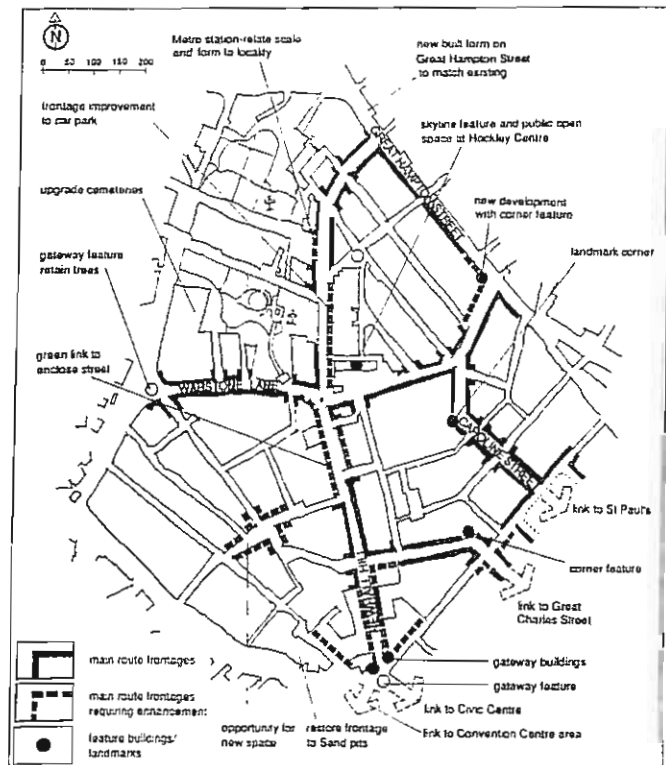 N
0 50 100 150 200
Metro station-relate scale
and form to locality
new built form on
Great Hampton Street
to match existing
frontage improvement
to car park
skyline feature and public open
space at Hockley Centre
upgrade cemeteries
new development
with corner feature
gateway feature
retain trees
landmark corner
green link to
enclose street
GREAT HAMPTON STREET
WARSTONE LANE
CAROLINE STREET
link to St Paul's
corner feature
link to Great
Charles Street
gateway buildings
gateway feature
link to Civic Centre
link to Convention Centre area
main route frontages
main route frontages
requiring enhancement
feature buildings/
landmarks
opportunity for
new space
restore frontage
to Sand pits